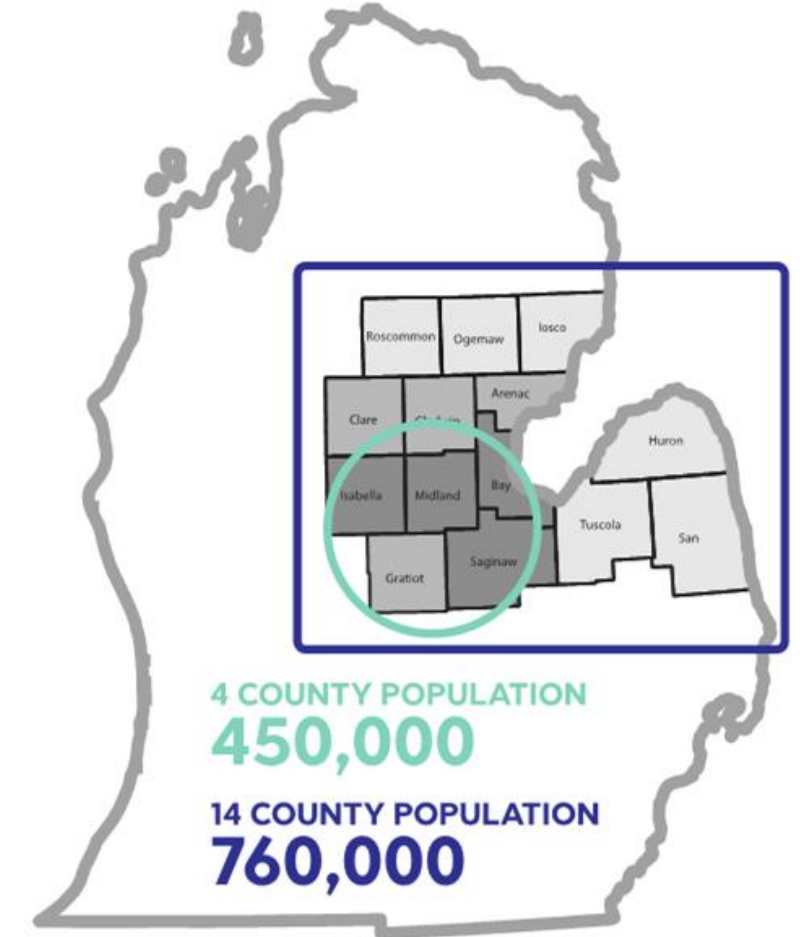 Roscommon
Ogemaw
Iosco
Arenac
Clare
Huron
Isabella
Midland
Bay
Tuscola
San
Saginaw
Gratiot
4 COUNTY POPULATION
450,000
14 COUNTY POPULATION
760,000